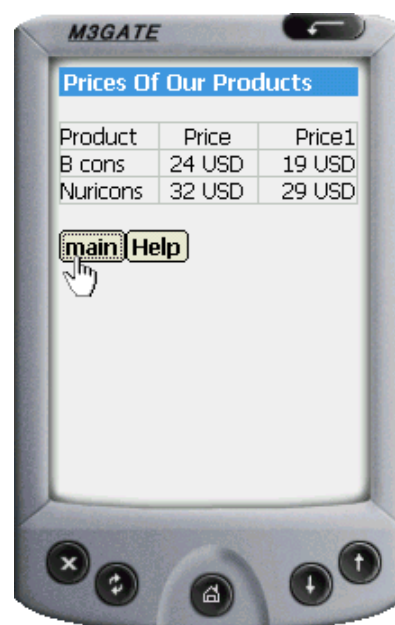 M3GATE
Prices Of Our Products
Product Price Price1
B cons 24 USD 19 USD
Nuricons 32 USD 29 USD
main Help